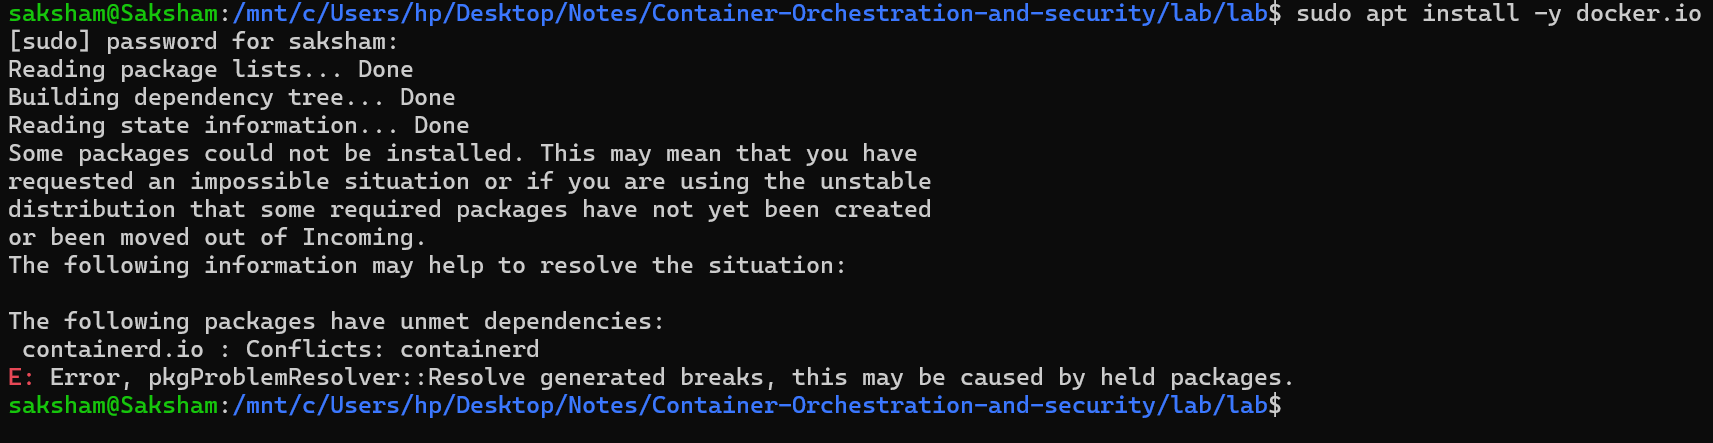 saksham@Saksham:/mnt/c/Users/hp/Desktop/Notes/Container-Orchestration-and-security/lab/lab$ sudo apt install -y docker.io
[sudo] password for saksham:
Reading package lists... Done
Building dependency tree... Done
Reading state information... Done
Some packages could not be installed. This may mean that you have
requested an impossible situation or if you are using the unstable
distribution that some required packages have not yet been created
or been moved out of Incoming.
The following information may help to resolve the situation:

The following packages have unmet dependencies:
 containerd.io : Conflicts: containerd
E: Error, pkgProblemResolver::Resolve generated breaks, this may be caused by held packages.
saksham@Saksham:/mnt/c/Users/hp/Desktop/Notes/Container-Orchestration-and-security/lab/lab$